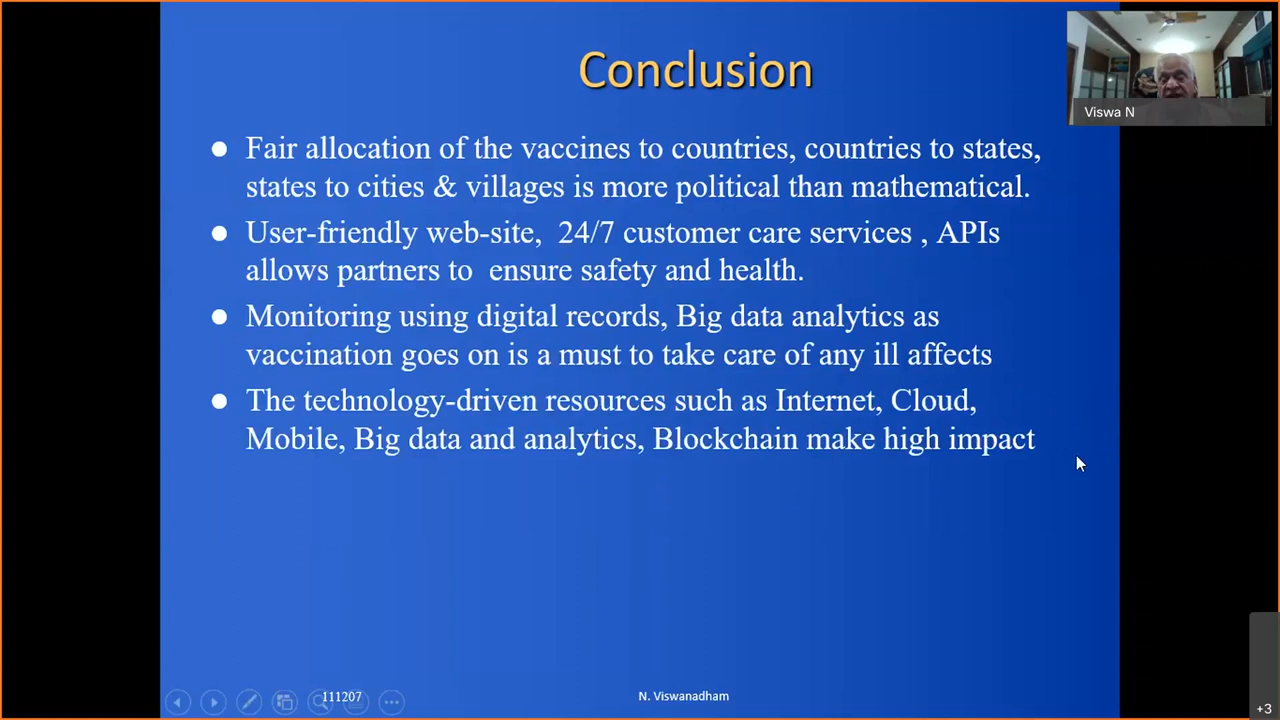 Conclusion
Viswa N
● Fair allocation of the vaccines to countries, countries to states,
states to cities & villages is more political than mathematical.
● User-friendly web-site, 24/7 customer care services , APIs
allows partners to ensure safety and health.
● Monitoring using digital records, Big data analytics as
vaccination goes on is a must to take care of any ill affects
● The technology-driven resources such as Internet, Cloud,
Mobile, Big data and analytics, Blockchain make high impact
111207
N. Viswanadham
+3